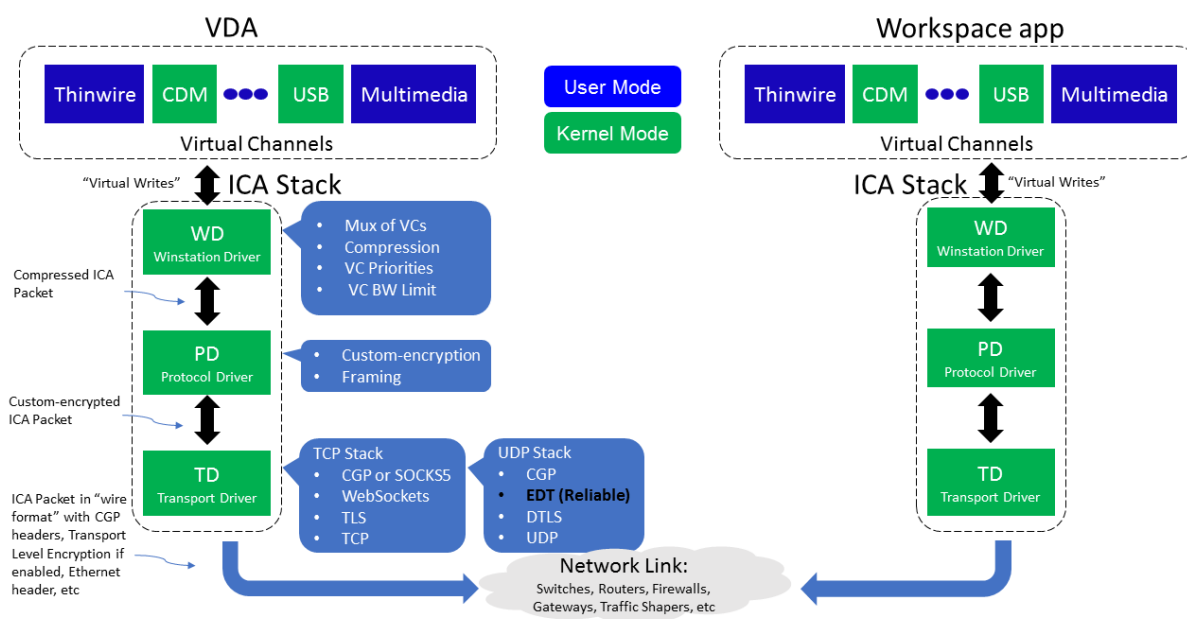 VDA
Thinwire
CDM
USB
Multimedia
Virtual Channels
User Mode
Kernel Mode
Workspace app
Thinwire
CDM
USB
Multimedia
Virtual Channels
“Virtual Writes”
ICA Stack
WD
Winstation Driver
• Mux of VCs
• Compression
• VC Priorities
• VC BW Limit
Compressed ICA
Packet
PD
Protocol Driver
• Custom-encryption
• Framing
Custom-encrypted
ICA Packet
TD
Transport Driver
TCP Stack
• CGP or SOCKS5
• WebSockets
• TLS
• TCP
UDP Stack
• CGP
• EDT (Reliable)
• DTLS
• UDP
ICA Packet in “wire
format” with CGP
headers, Transport
Level Encryption if
enabled, Ethernet
header, etc
Network Link:
Switches, Routers, Firewalls,
Gateways, Traffic Shapers, etc
ICA Stack
“Virtual Writes”
WD
Winstation Driver
PD
Protocol Driver
TD
Transport Driver